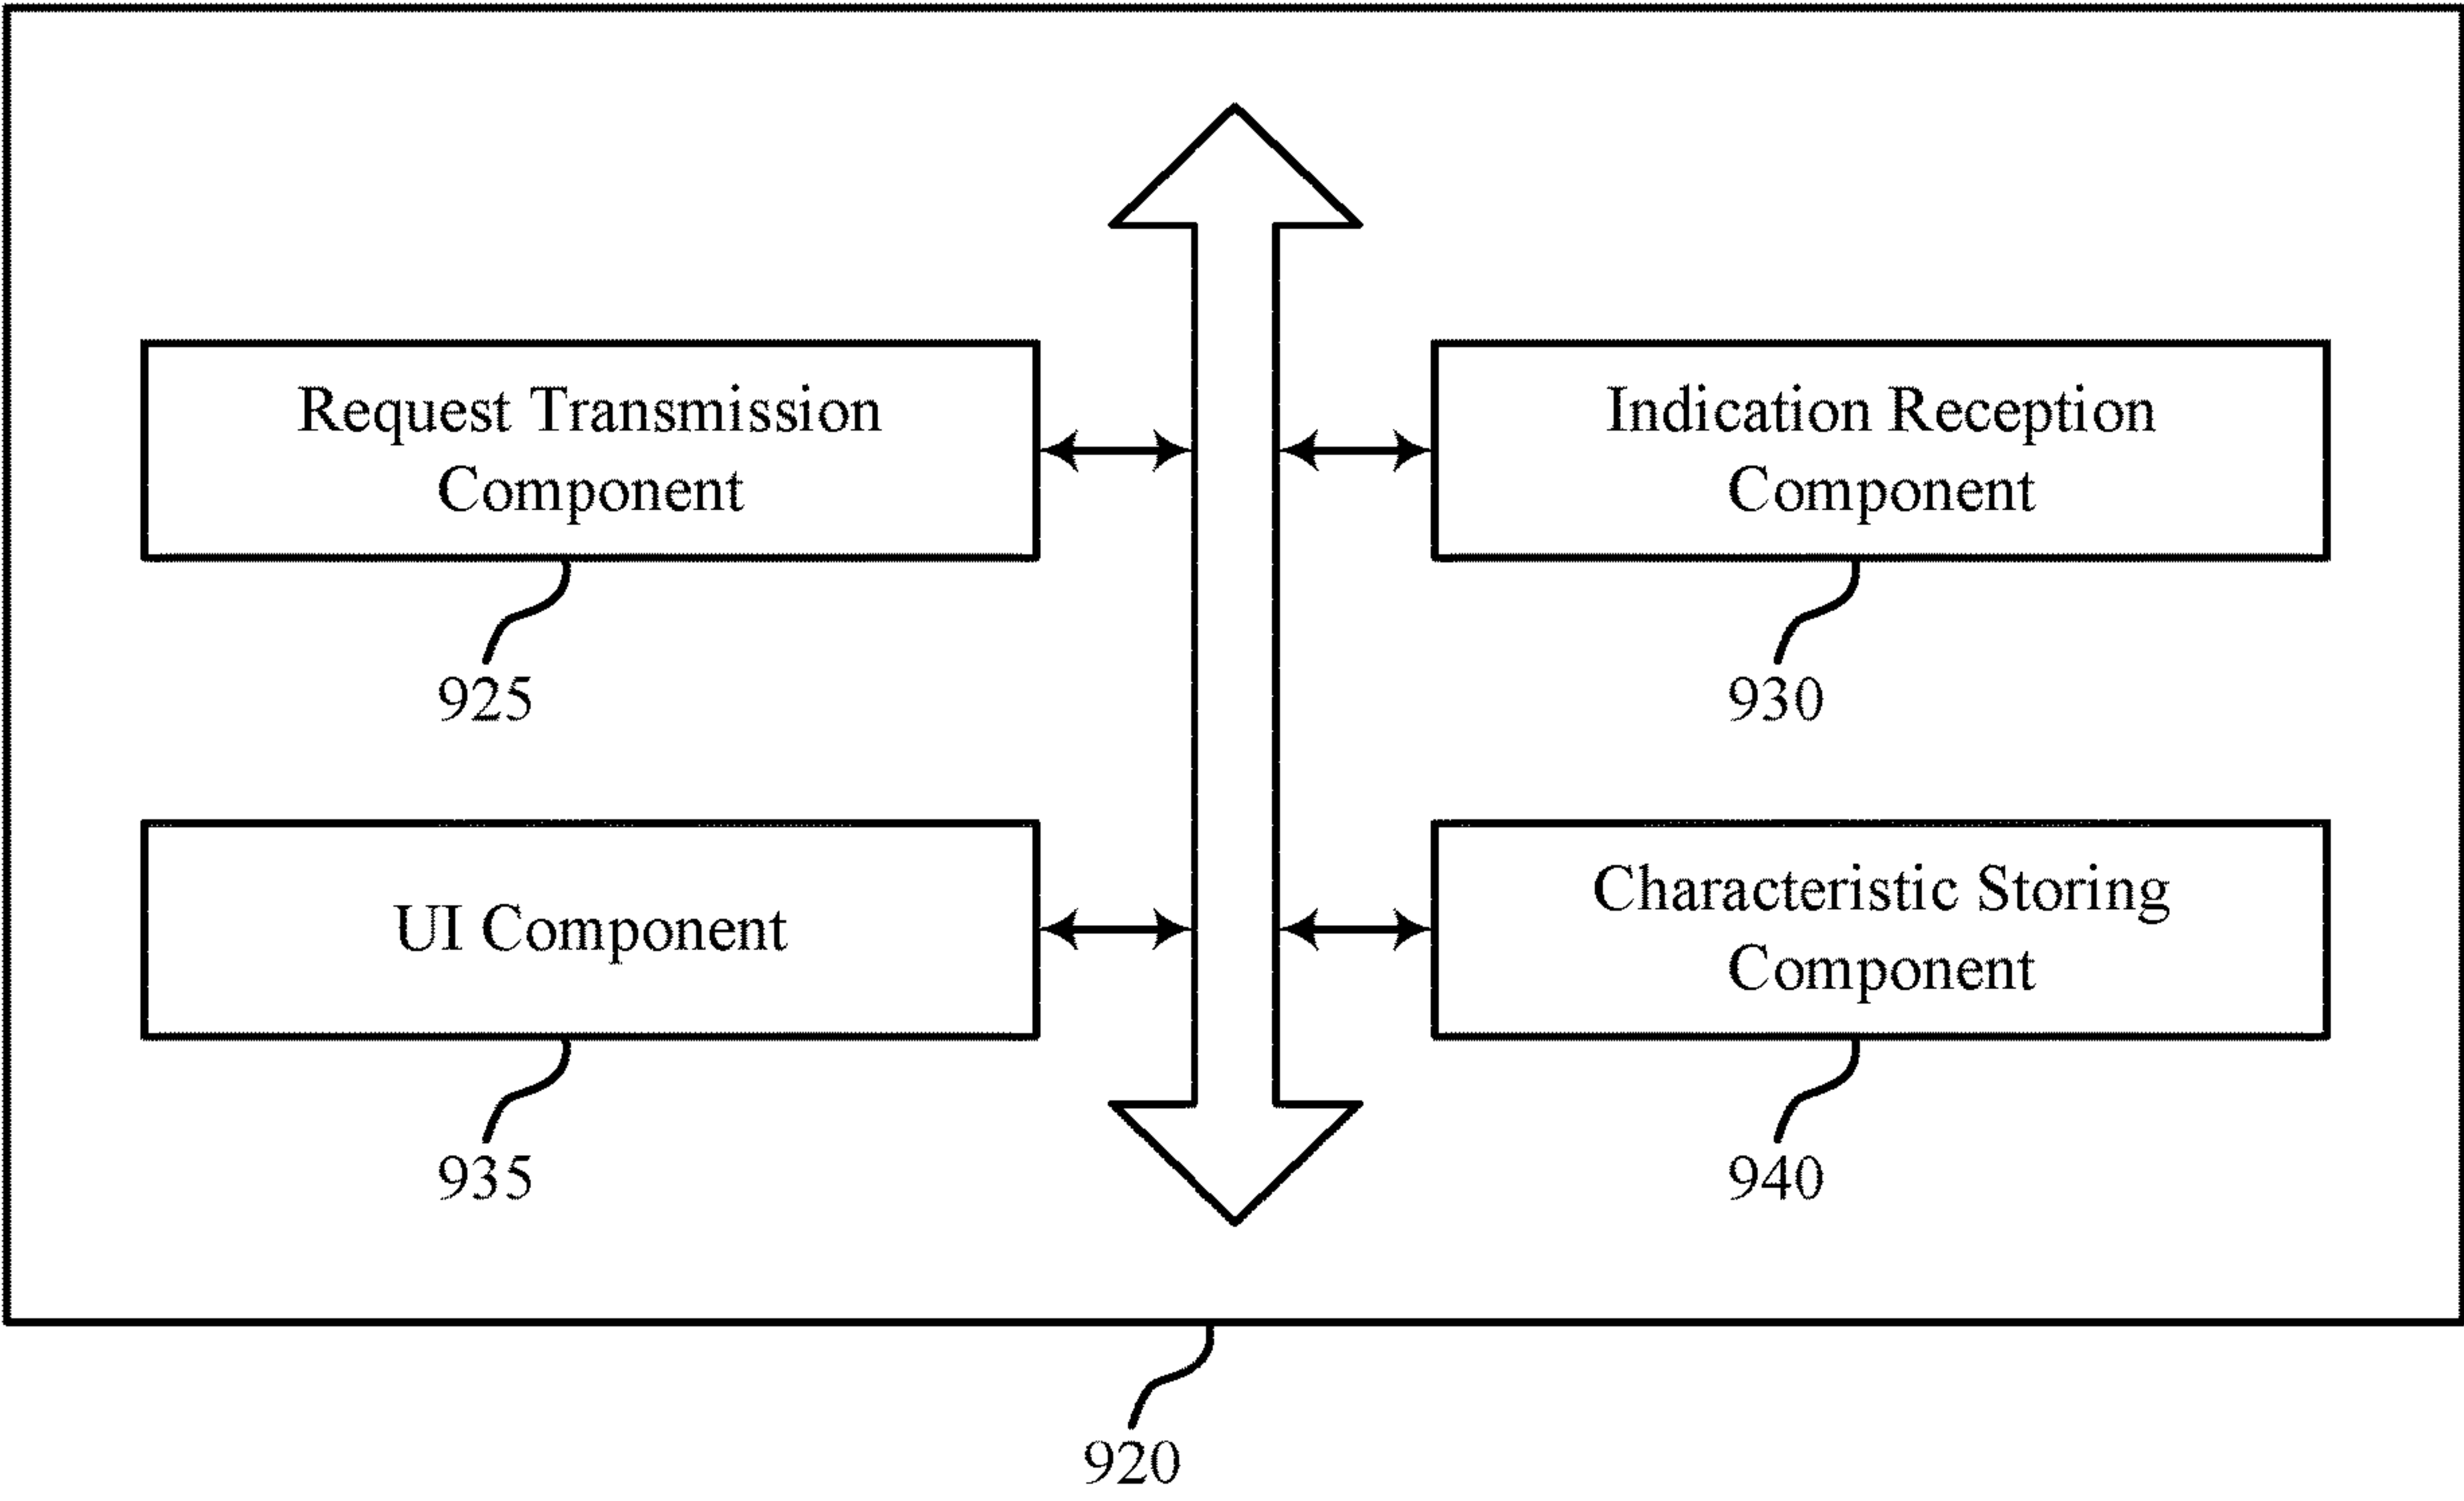 Request Transmission
Component
925
Indication Reception
Component
930
UI Component
935
Characteristic Storing
Component
940
920